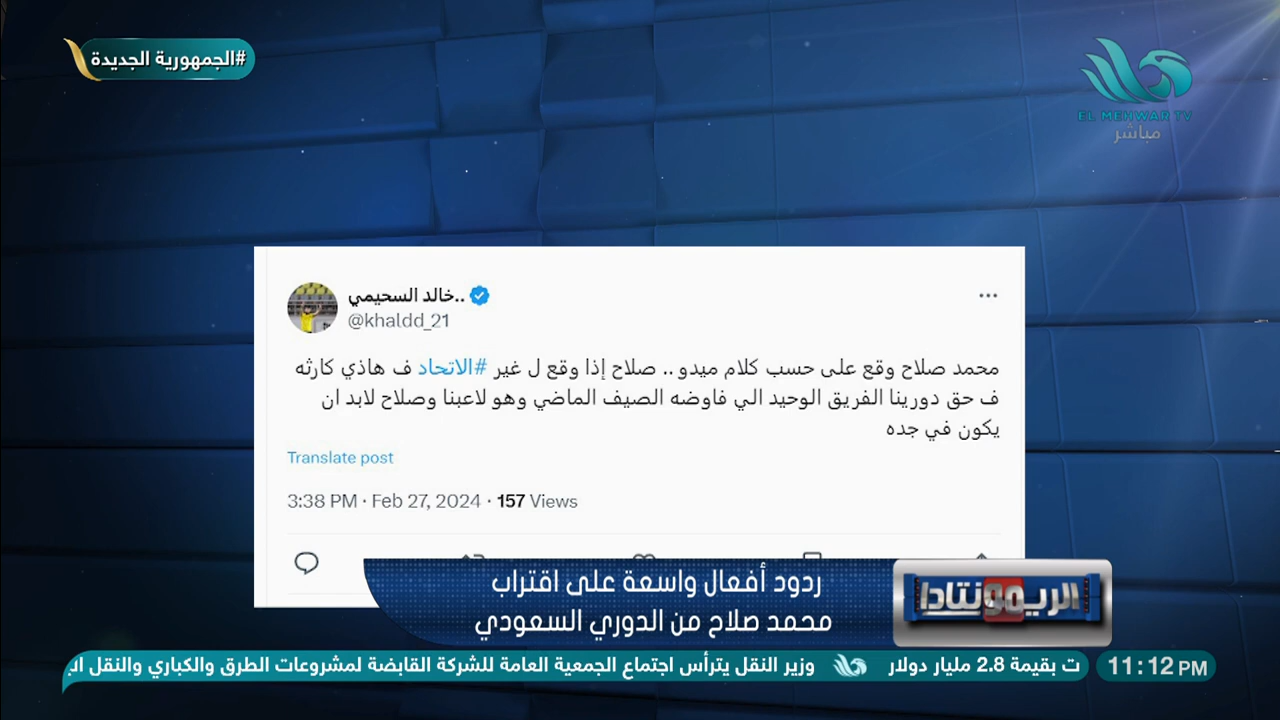 #الجمهورية الجديدة
EL MEHWAR TV
مباشر
خالد السحيمي..
@khaldd_21
محمد صلاح وقع على حسب كلام ميدو .. صلاح إذا وقع ل غير #الاتحاد ف هاذي كارثه
ف حق دورينا الفريق الوحيد الي فاوضه الصيف الماضي وهو لاعبنا وصلاح لابد ان
يكون في جده
Translate post
3:38 PM · Feb 27, 2024 · 157 Views
ردود أفعال واسعة على اقتراب
محمد صلاح من الدوري السعودي
الريمونتادا
ت بقيمة 2.8 مليار دولار وزير النقل يترأس اجتماع الجمعية العامة للشركة القابضة لمشروعات الطرق والكباري والنقل
11:12 PM